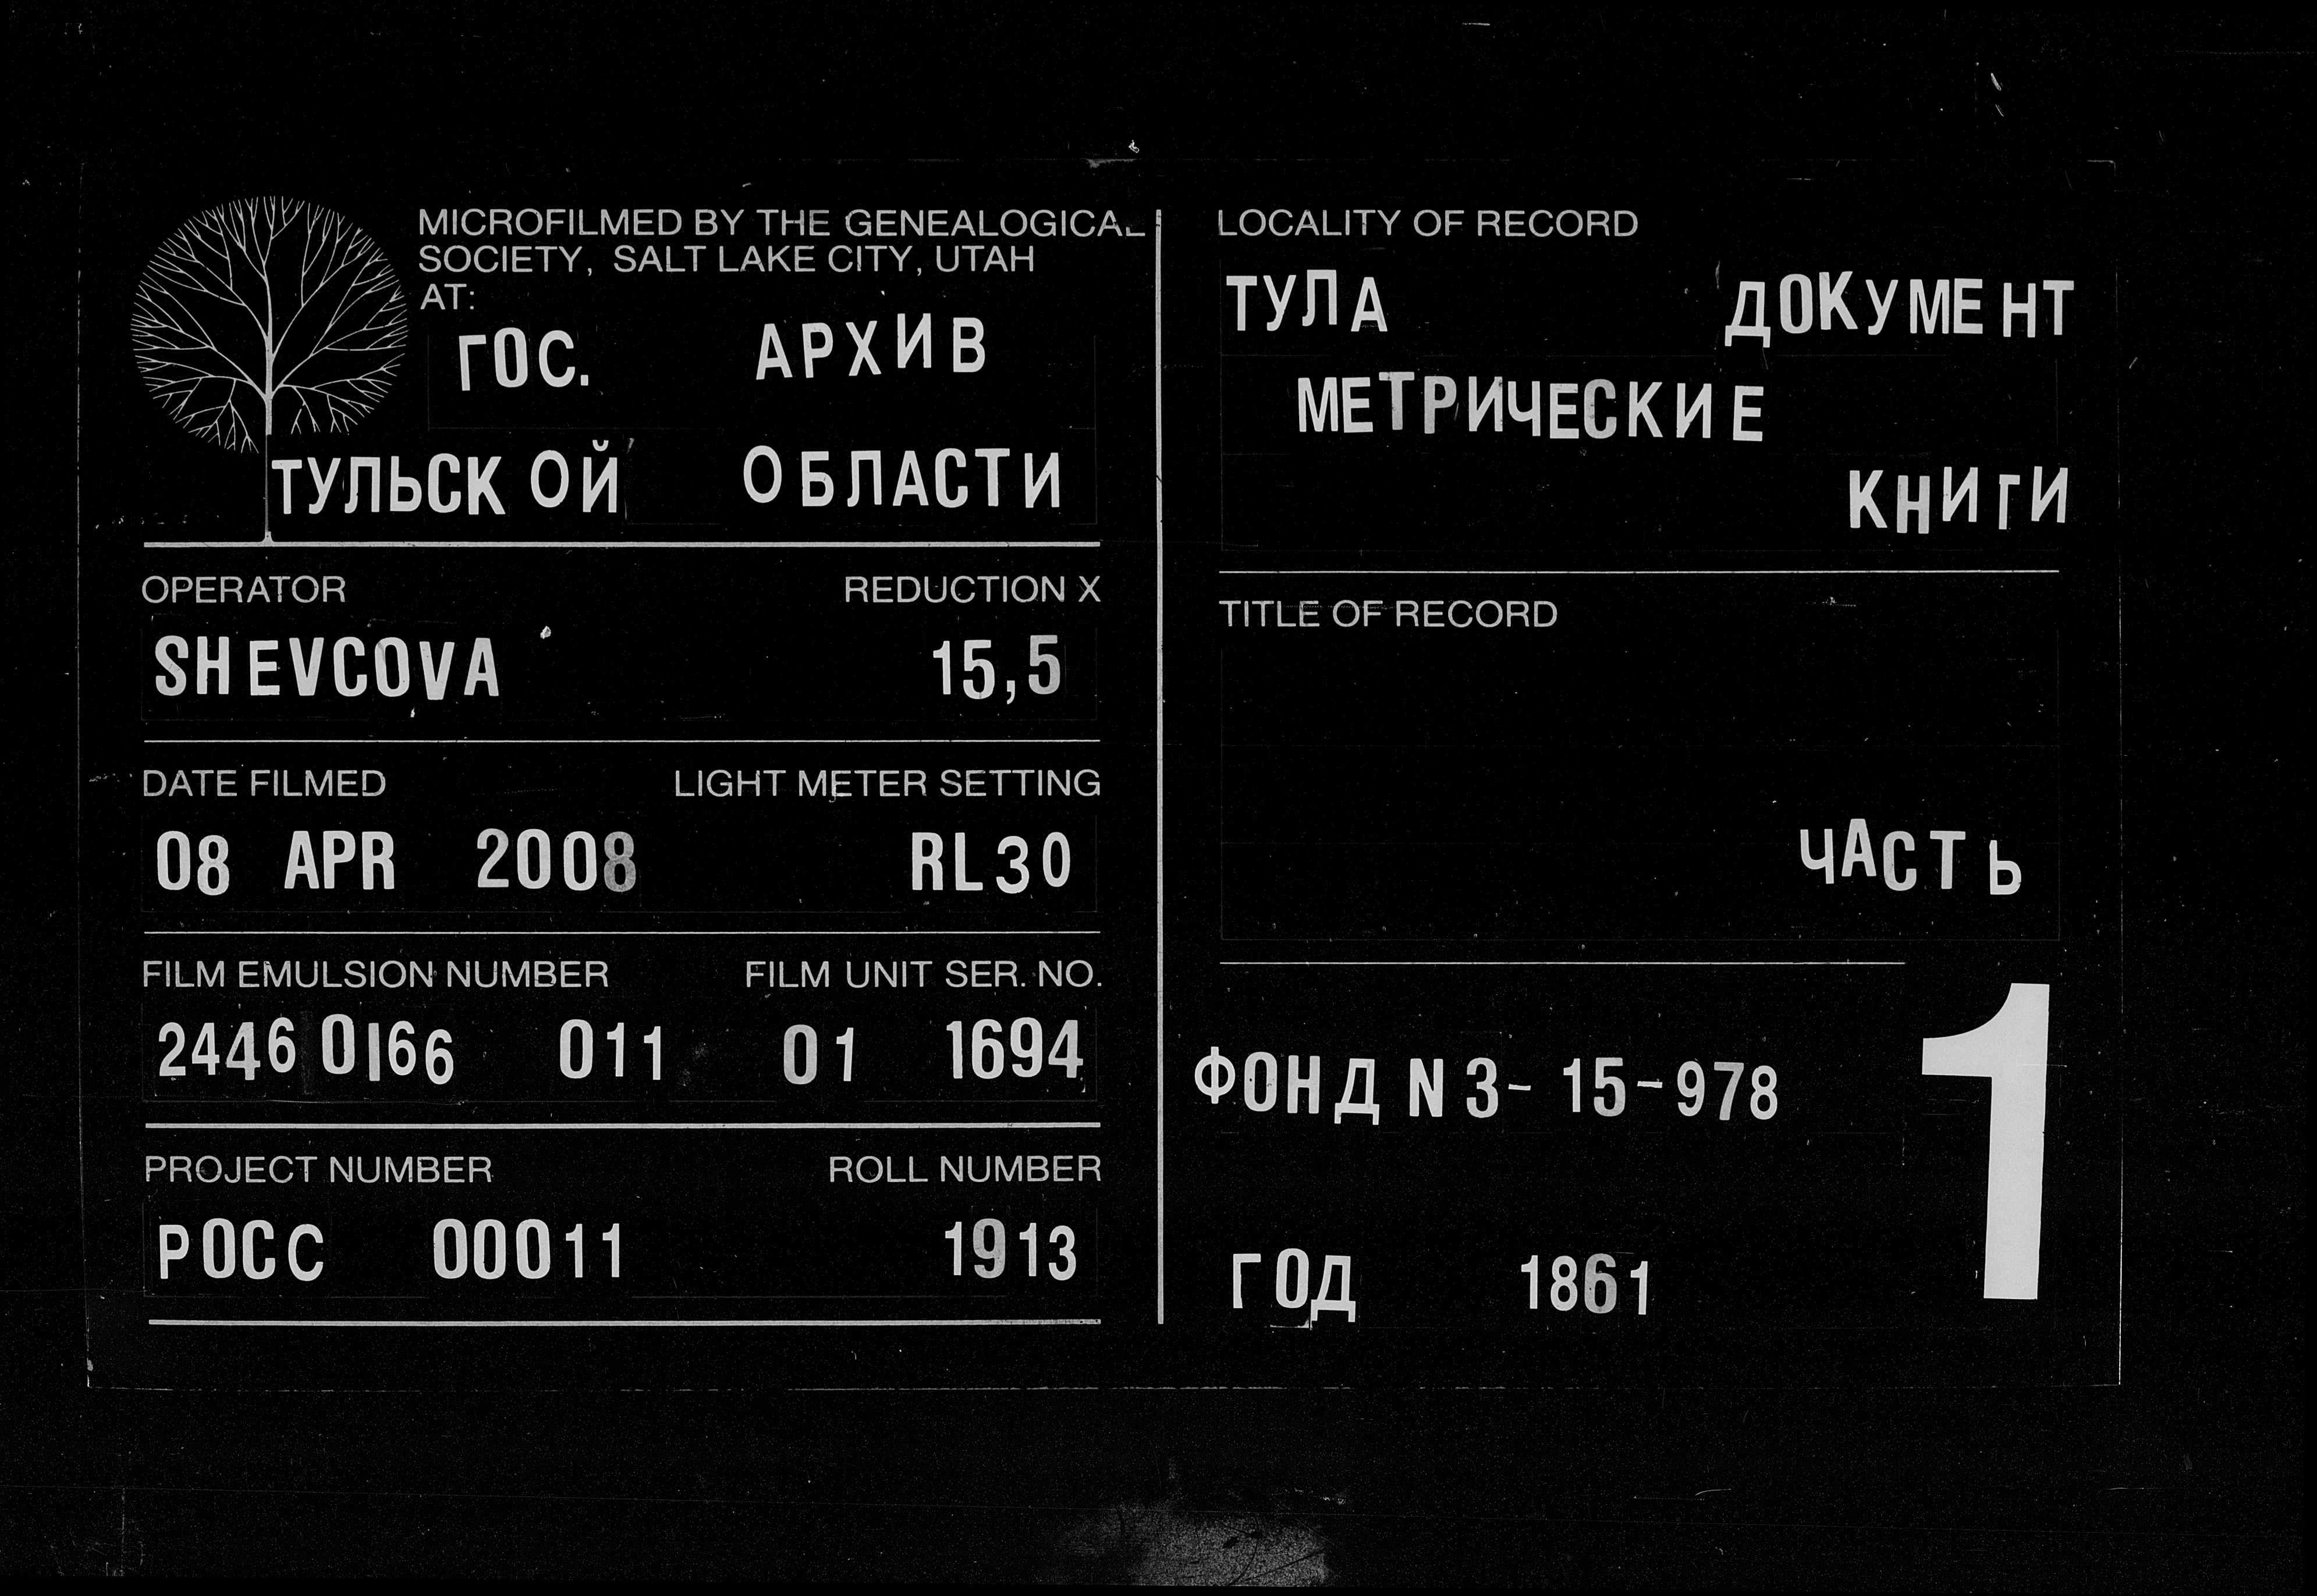 MICROFILMED BY THE GENEALOGICAL
SOCIETY, SALT LAKE CITY, UTAH
AT:
ГОС. АРХИВ
ТУЛЬСКОЙ ОБЛАСТИ
OPERATOR REDUCTION X
SHEVCOVA 15,5
DATE FILMED LIGHT METER SETTING
08 APR 2008 RL30
FILM EMULSION NUMBER FILM UNIT SER. NO.
2446 0166 011 01 1694
PROJECT NUMBER ROLL NUMBER
РОСС 00011 1913
LOCALITY OF RECORD
ТУЛА ДОКУМЕНТ
МЕТРИЧЕСКИЕ
КНИГИ
TITLE OF RECORD
ЧАСТЬ
1
ФОНД N 3-15-978
ГОД 1861